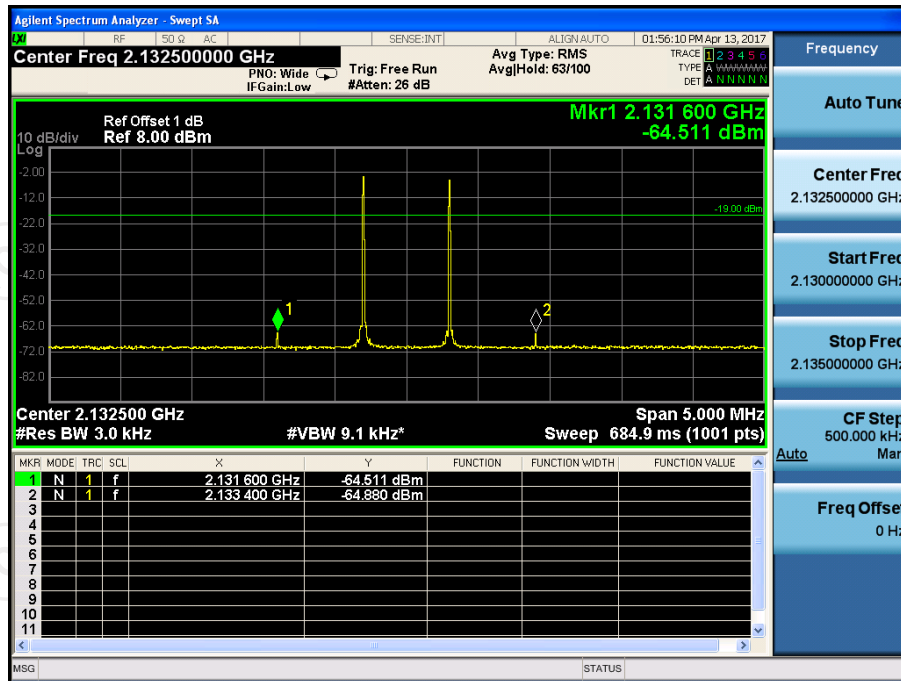 Agilent Spectrum Analyzer - Swept SA
LXI RF 50 Ω AC SENSE:INT ALIGN AUTO 01:56:10 PM Apr 13, 2017
Center Freq 2.132500000 GHz Avg Type: RMS TRACE 1 2 3 4 5 6
PNO: Wide Trig: Free Run Avg|Hold: 63/100 TYPE A WWWWW
IFGain:Low #Atten: 26 dB DET A N N N N N
Mkr1 2.131 600 GHz
-64.511 dBm
Ref Offset 1 dB
10 dB/div Ref 8.00 dBm
Log
-2.00
-12.0
-19.00 dBm
-22.0
-32.0
-42.0
-52.0
1 2
-62.0
-72.0
-82.0
Center 2.132500 GHz Span 5.000 MHz
#Res BW 3.0 kHz #VBW 9.1 kHz* Sweep 684.9 ms (1001 pts)
MKR MODE TRC SCL X Y FUNCTION FUNCTION WIDTH FUNCTION VALUE
1 N 1 f 2.131 600 GHz -64.511 dBm
2 N 1 f 2.133 400 GHz -64.880 dBm
3
4
5
6
7
8
9
10
11
MSG STATUS
Frequency
Auto Tune
Center Freq
2.132500000 GHz
Start Freq
2.130000000 GHz
Stop Freq
2.135000000 GHz
CF Step
500.000 kHz
Auto Man
Freq Offset
0 Hz